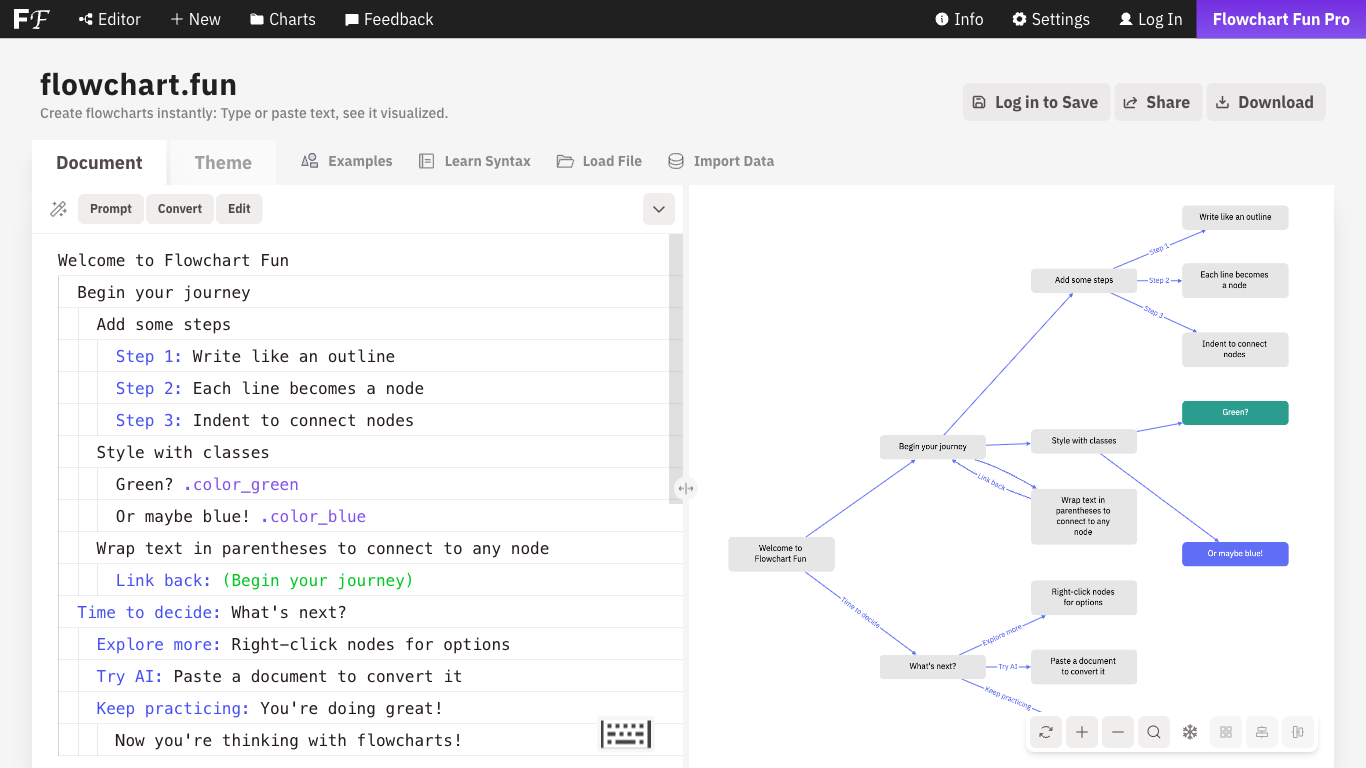 FF Editor New Charts Feedback Info Settings Log In Flowchart Fun Pro
flowchart.fun
Create flowcharts instantly: Type or paste text, see it visualized.
Log in to Save Share Download
Document Theme Examples Learn Syntax Load File Import Data
Prompt Convert Edit
Welcome to Flowchart Fun
Begin your journey
Add some steps
Step 1: Write like an outline
Step 2: Each line becomes a node
Step 3: Indent to connect nodes
Style with classes
Green? .color_green
Or maybe blue! .color_blue
Wrap text in parentheses to connect to any node
Link back: (Begin your journey)
Time to decide: What's next?
Explore more: Right-click nodes for options
Try AI: Paste a document to convert it
Keep practicing: You're doing great!
Now you're thinking with flowcharts!
Write like an outline
Step 1
Add some steps
Step 2
Each line becomes
a node
Step 3
Indent to connect
nodes
Green?
Begin your journey
Style with classes
Link back
Wrap text in
parentheses to
connect to any
node
Welcome to
Flowchart Fun
Or maybe blue!
Time to decide
Right-click nodes
for options
Explore more
What's next?
Try AI
Paste a document
to convert it
Keep practicing